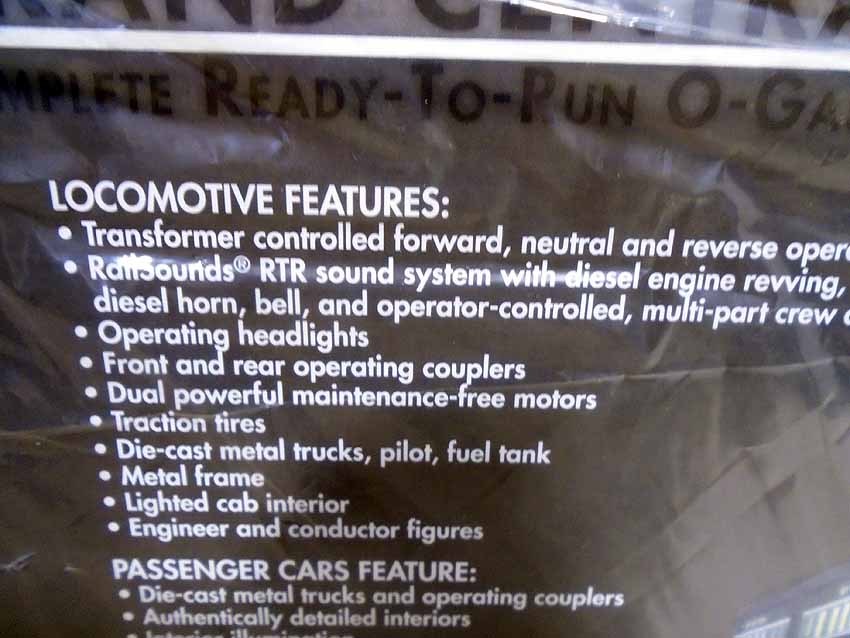 COMPLETE READY-TO-RUN O-GA
LOCOMOTIVE FEATURES:
• Transformer controlled forward, neutral and reverse oper
• RailSounds® RTR sound system with diesel engine revving,
diesel horn, bell, and operator-controlled, multi-part crew
• Operating headlights
• Front and rear operating couplers
• Dual powerful maintenance-free motors
• Traction tires
• Die-cast metal trucks, pilot, fuel tank
• Metal frame
• Lighted cab interior
• Engineer and conductor figures
PASSENGER CARS FEATURE:
• Die-cast metal trucks and operating couplers
• Authentically detailed interiors
• Interior illumination